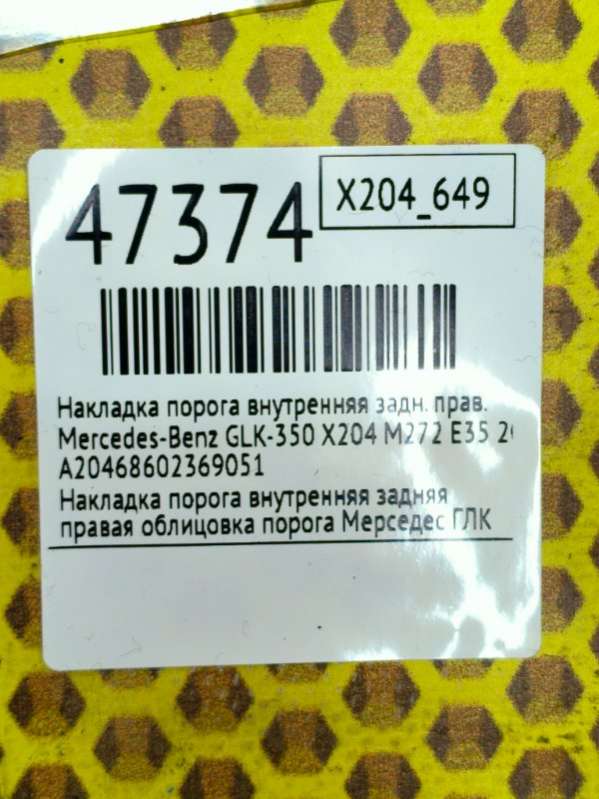 47374
X204_649
Накладка порога внутренняя задн. прав.
Mercedes-Benz GLK-350 X204 M272 E35
A20468602369051
Накладка порога внутренняя задняя
правая облицовка порога Мерседес ГЛК